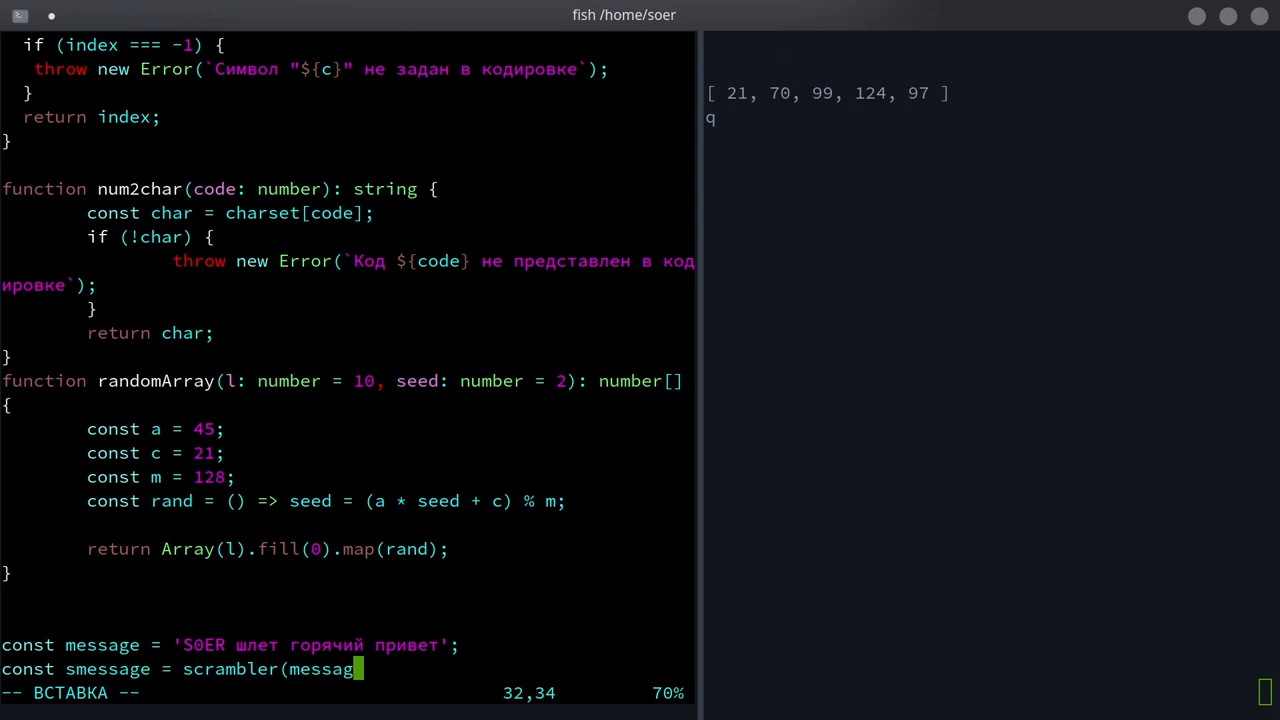 fish /home/soer
if (index === -1) {
throw new Error(`Символ "${c}" не задан в кодировке`);
}
return index;
}
function num2char(code: number): string {
const char = charset[code];
if (!char) {
throw new Error(`Код ${code} не представлен в код
ировке`);
}
return char;
}
function randomArray(l: number = 10, seed: number = 2): number[]
{
const a = 45;
const c = 21;
const m = 128;
const rand = () => seed = (a * seed + c) % m;
return Array(l).fill(0).map(rand);
}
const message = 'S0ER шлет горячий привет';
const smessage = scrambler(messag
-- ВСТАВКА -- 32,34 70%
[ 21, 70, 99, 124, 97 ]
q